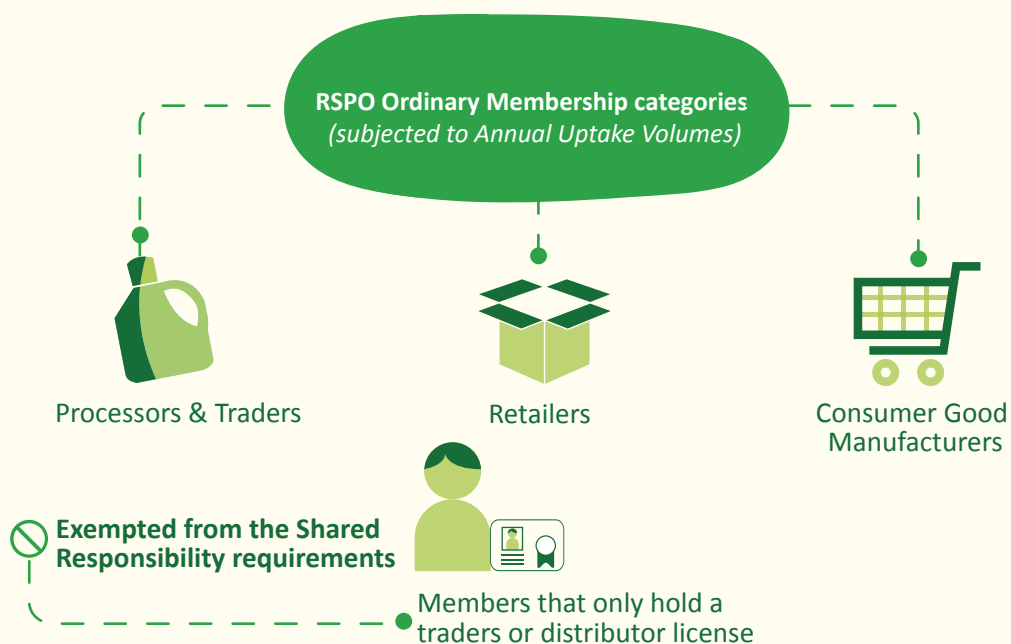 RSPO Ordinary Membership categories
(subjected to Annual Uptake Volumes)
Processors & Traders
Retailers
Consumer Good
Manufacturers
Exempted from the Shared
Responsibility requirements
Members that only hold a
traders or distributor license